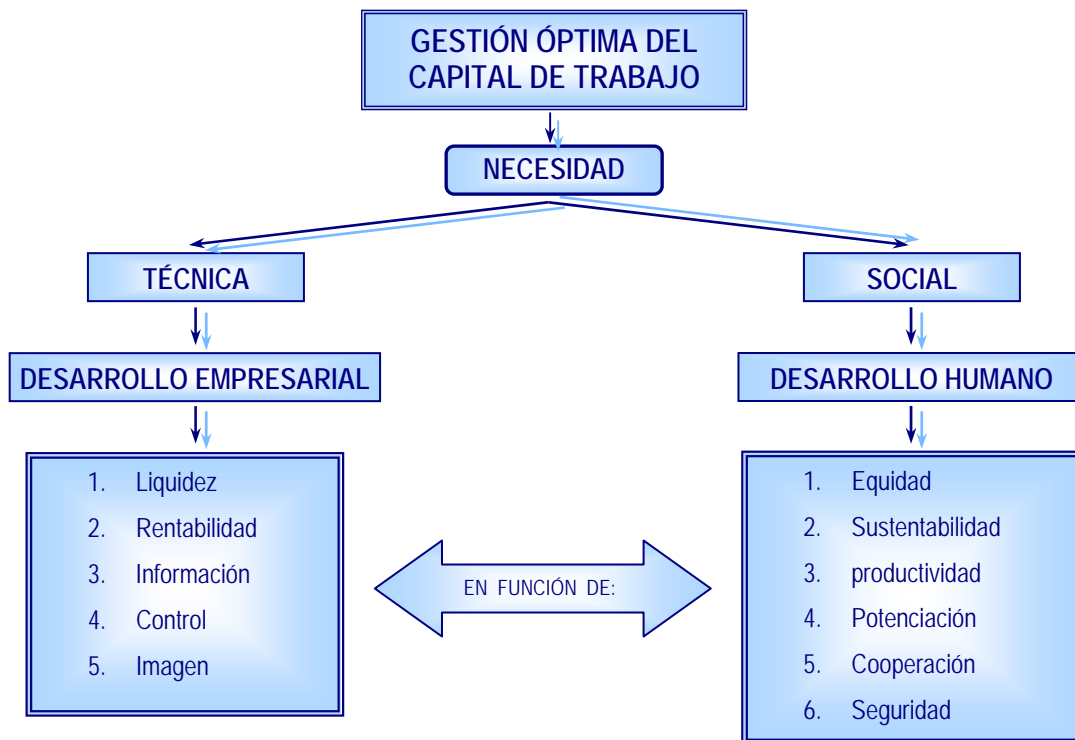 GESTIÓN ÓPTIMA DEL
CAPITAL DE TRABAJO
NECESIDAD
TÉCNICA
SOCIAL
DESARROLLO EMPRESARIAL
DESARROLLO HUMANO
1. Liquidez
2. Rentabilidad
3. Información
4. Control
5. Imagen
EN FUNCIÓN DE:
1. Equidad
2. Sustentabilidad
3. productividad
4. Potenciación
5. Cooperación
6. Seguridad